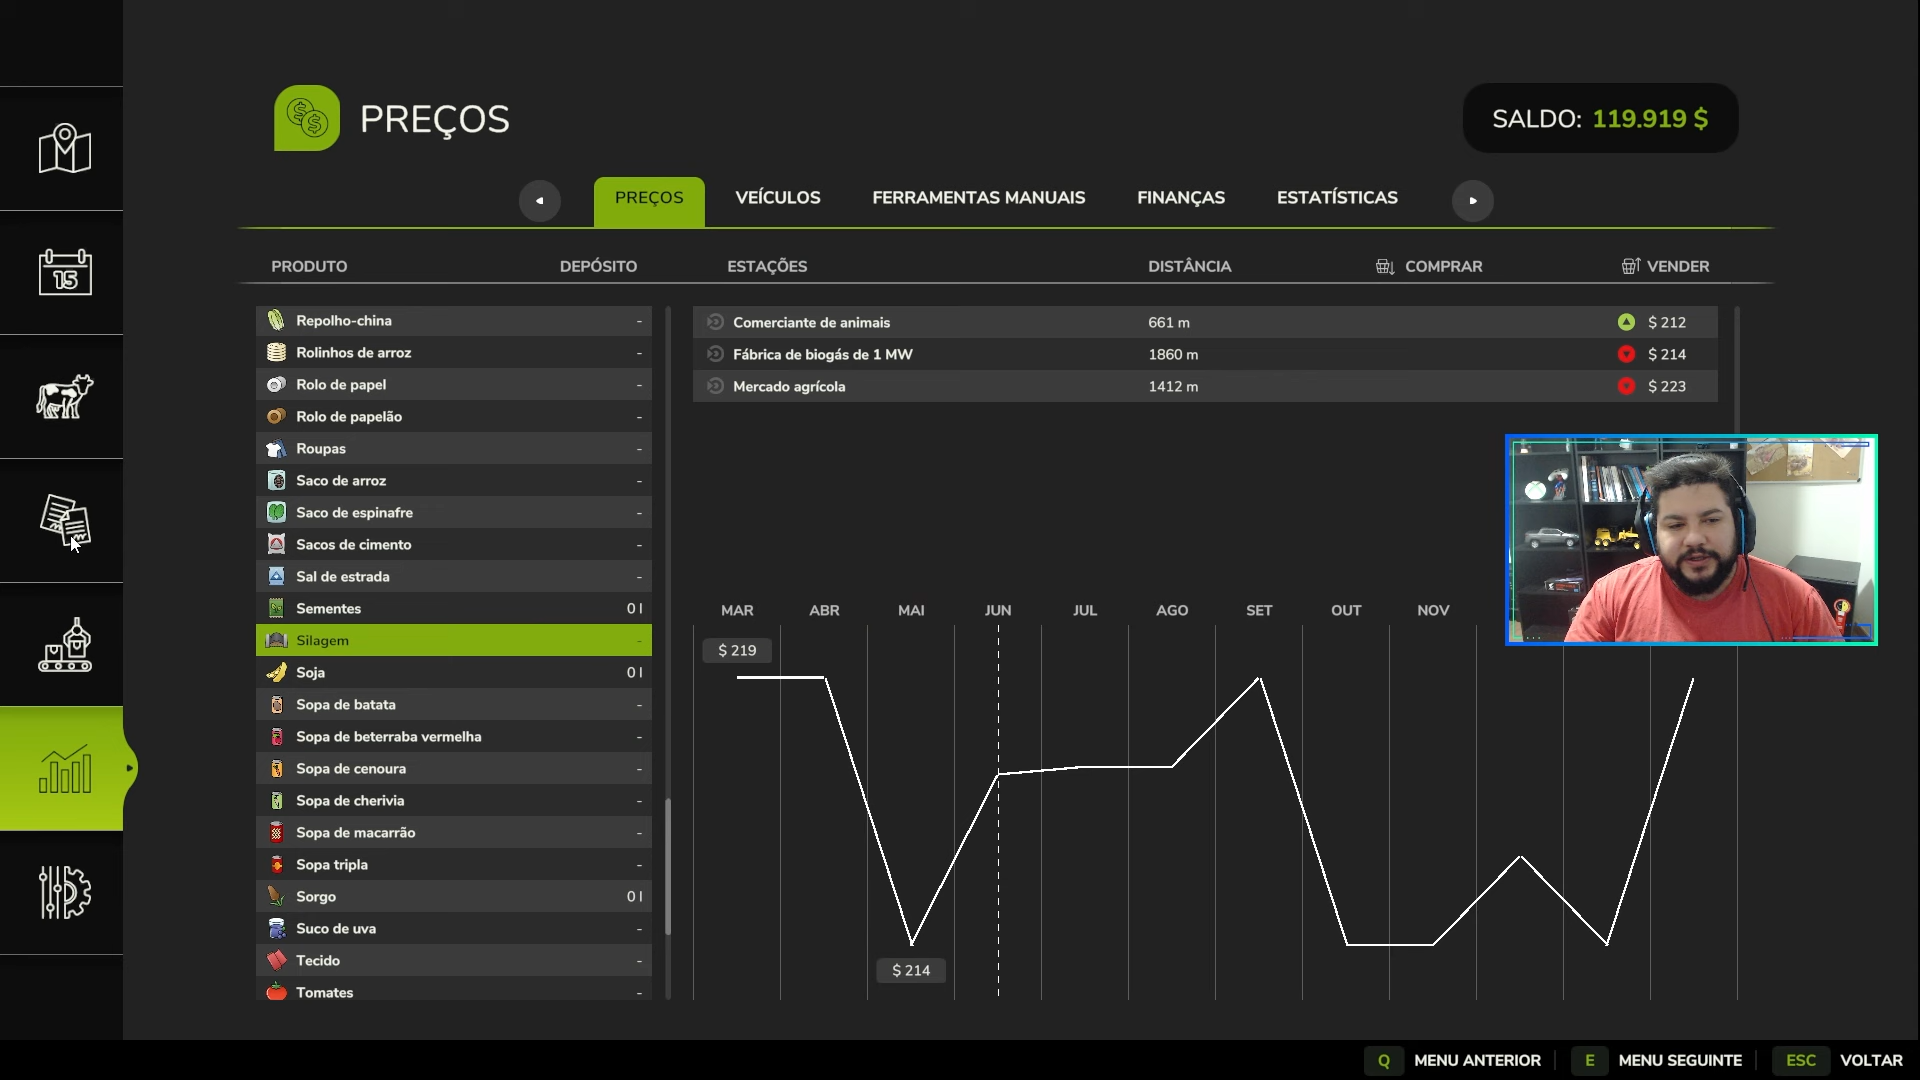 PREÇOS
SALDO: 119.919 $
PREÇOS VEÍCULOS FERRAMENTAS MANUAIS FINANÇAS ESTATÍSTICAS
PRODUTO DEPÓSITO ESTAÇÕES DISTÂNCIA COMPRAR VENDER
15
Repolho-china -
Rolinhos de arroz -
Rolo de papel -
Rolo de papelão -
Roupas -
Saco de arroz -
Saco de espinafre -
Sacos de cimento -
Sal de estrada -
Sementes 0 l
Silagem -
Soja 0 l
Sopa de batata -
Sopa de beterraba vermelha -
Sopa de cenoura -
Sopa de cherivia -
Sopa de macarrão -
Sopa tripla -
Sorgo 0 l
Suco de uva -
Tecido -
Tomates -
Comerciante de animais 661 m $ 212
Fábrica de biogás de 1 MW 1860 m $ 214
Mercado agrícola 1412 m $ 223
MAR ABR MAI JUN JUL AGO SET OUT NOV
$ 219
$ 214
Q MENU ANTERIOR E MENU SEGUINTE ESC VOLTAR